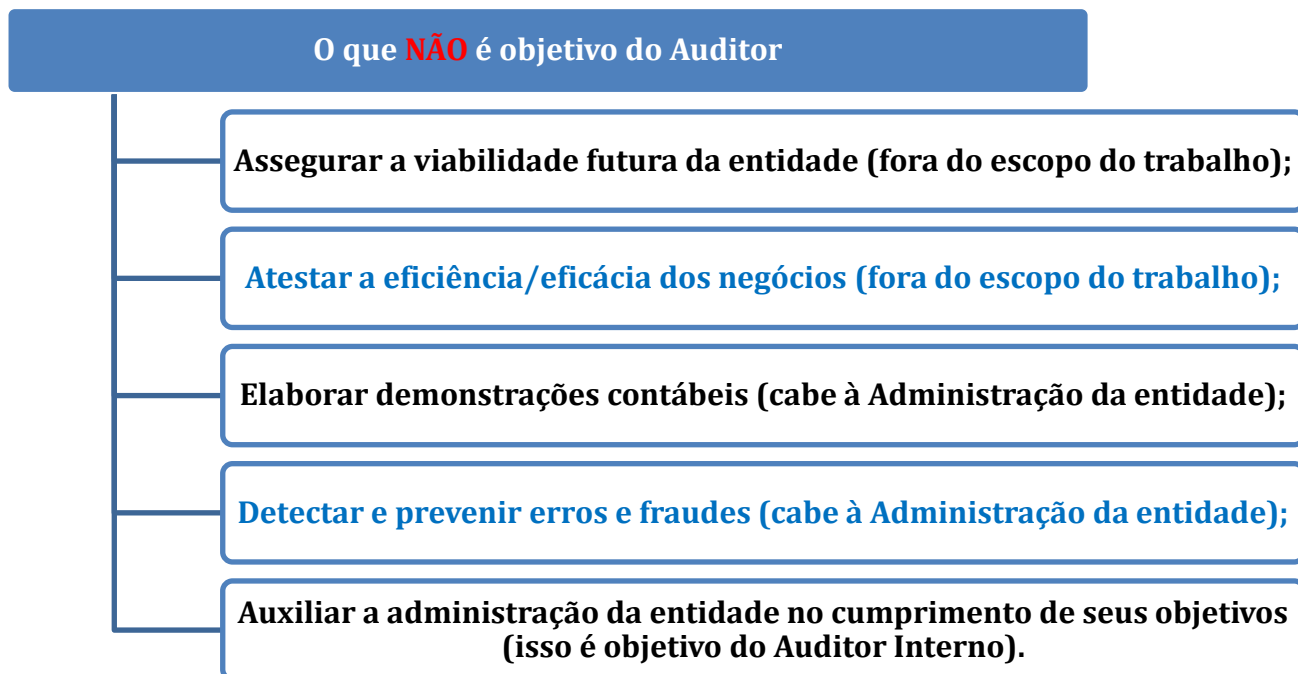 O que NÃO é objetivo do Auditor
Assegurar a viabilidade futura da entidade (fora do escopo do trabalho);
Atestar a eficiência/eficácia dos negócios (fora do escopo do trabalho);
Elaborar demonstrações contábeis (cabe à Administração da entidade);
Detectar e prevenir erros e fraudes (cabe à Administração da entidade);
Auxiliar a administração da entidade no cumprimento de seus objetivos
(isso é objetivo do Auditor Interno).